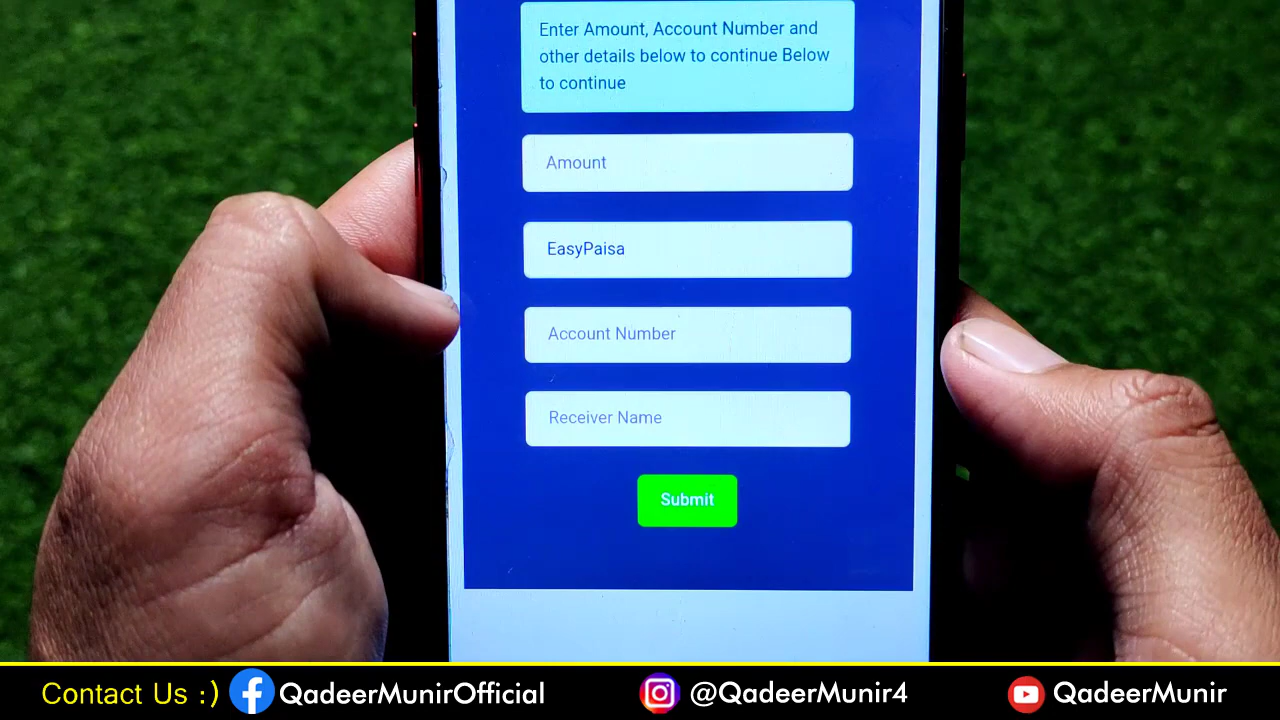 Enter Amount, Account Number and
other details below to continue Below
to continue
Amount
EasyPaisa
Account Number
Receiver Name
Submit
Contact Us :) QadeerMunirOfficial @QadeerMunir4 QadeerMunir